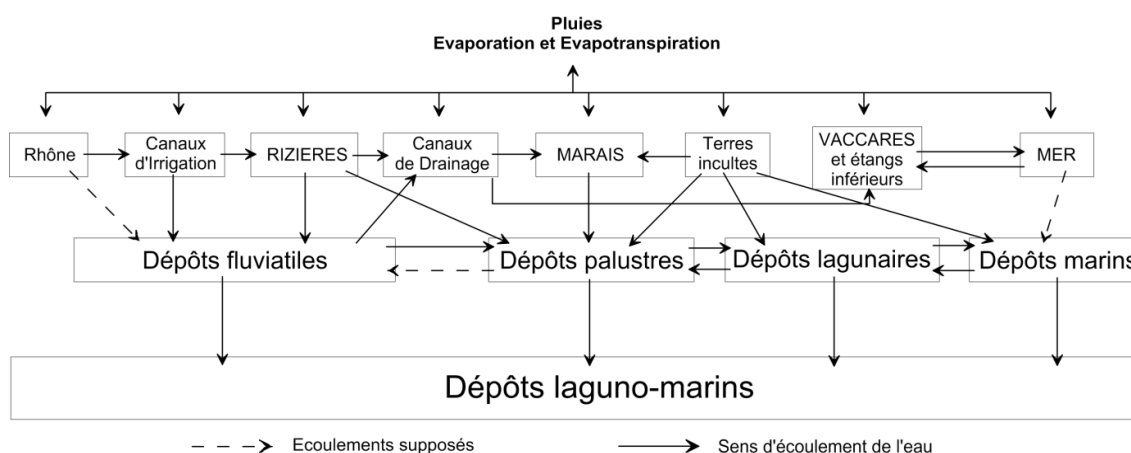 Pluies
Evaporation et Evapotranspiration
Rhône
Canaux
d'Irrigation
RIZIERES
Canaux
de Drainage
MARAIS
Terres
incultes
VACCARES
et étangs
inférieurs
MER
Dépôts fluviatiles
Dépôts palustres
Dépôts lagunaires
Dépôts marins
Dépôts laguno-marins
Ecoulements supposés
Sens d'écoulement de l'eau